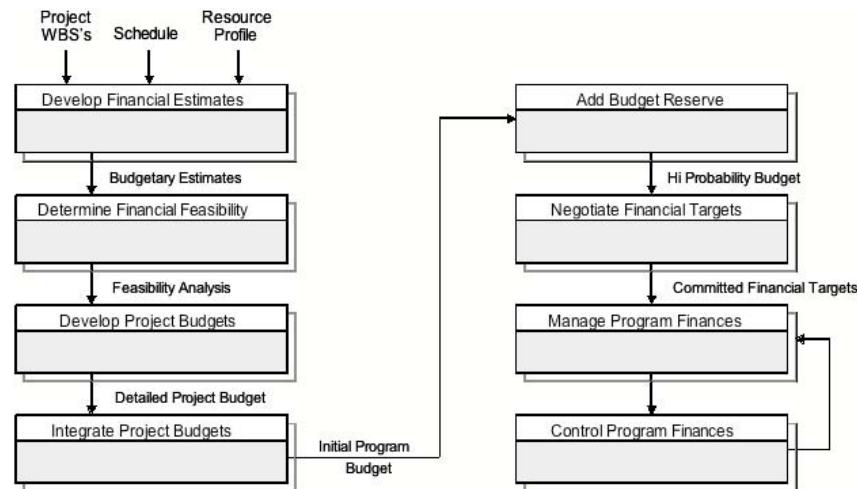 Project
WBS's
Schedule
Resource
Profile
Develop Financial Estimates
Budgetary Estimates
Determine Financial Feasibility
Feasibility Analysis
Develop Project Budgets
Detailed Project Budget
Integrate Project Budgets
Initial Program
Budget
Add Budget Reserve
Hi Probability Budget
Negotiate Financial Targets
Committed Financial Targets
Manage Program Finances
Control Program Finances